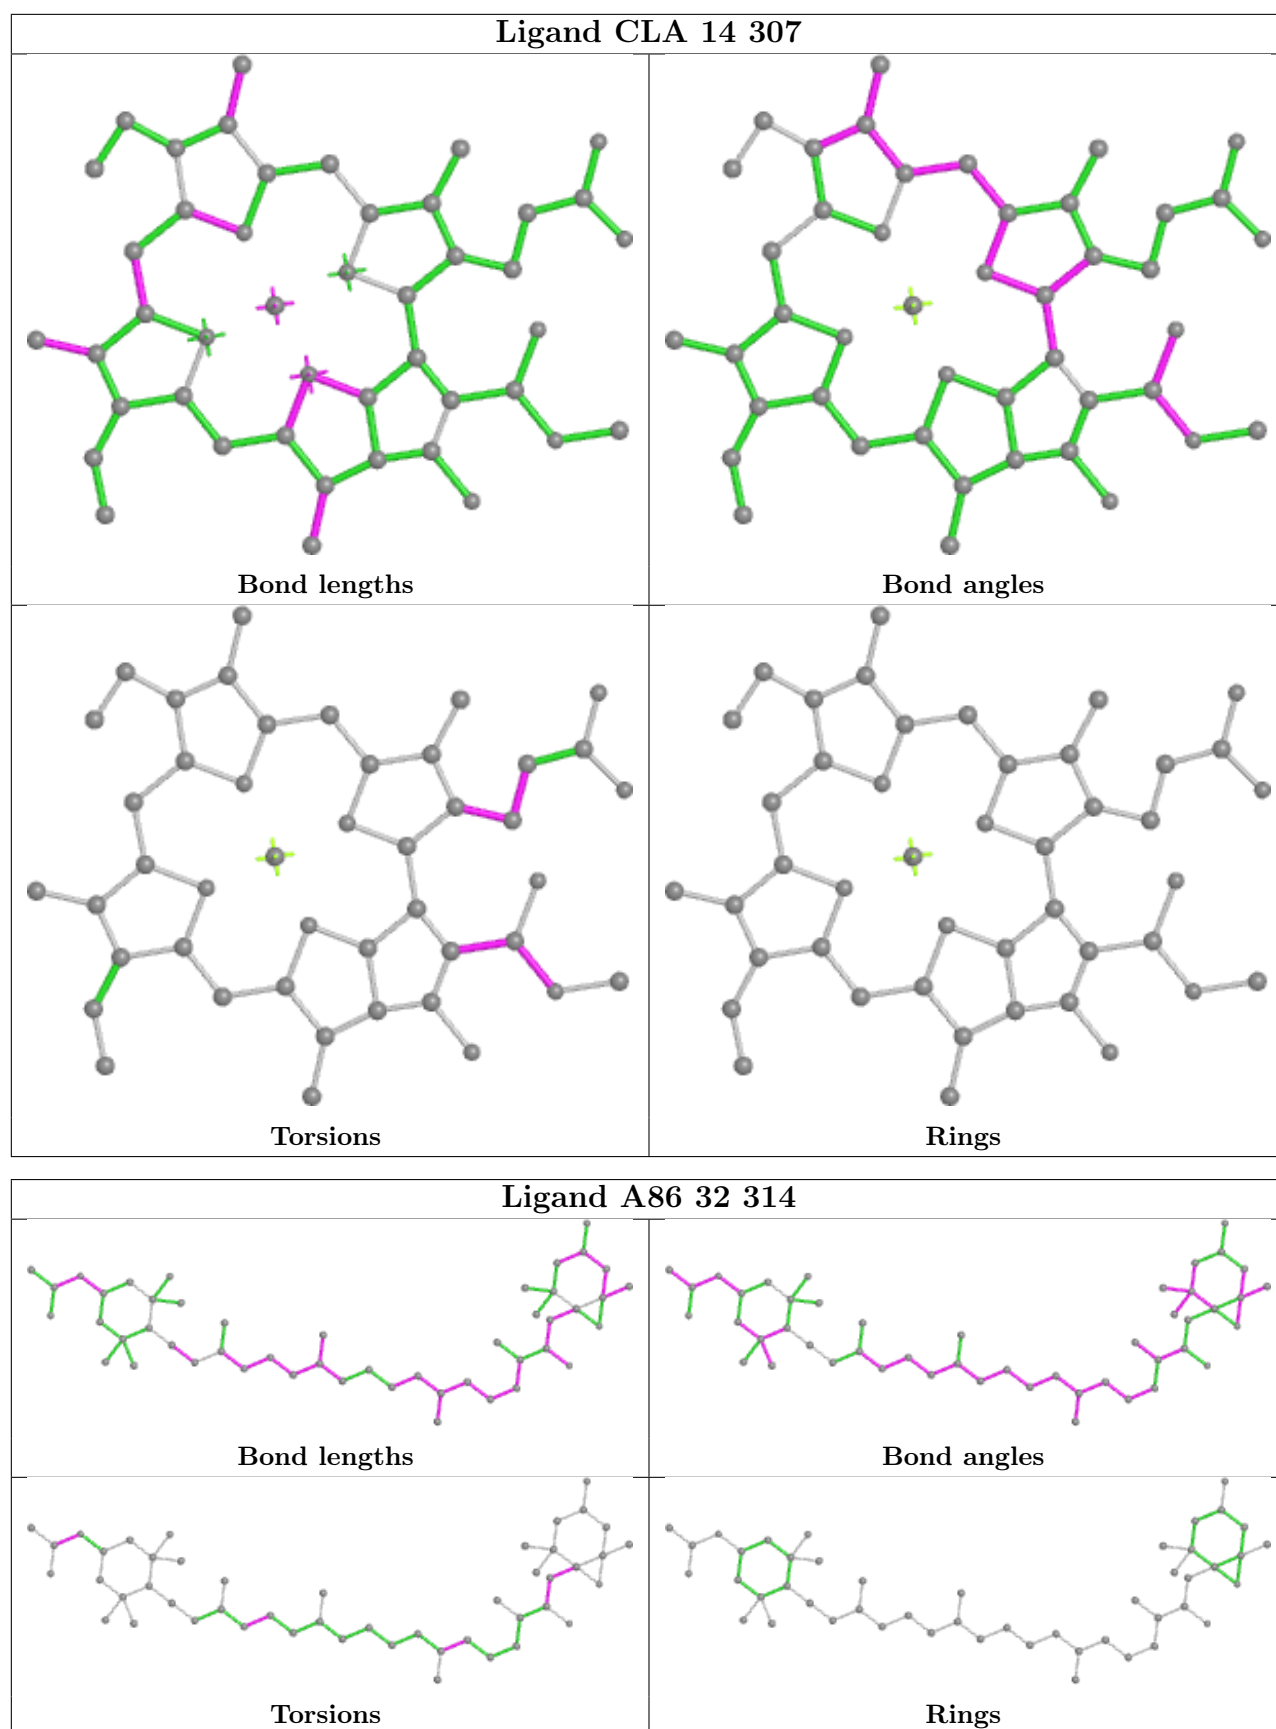 Ligand CLA 14 307
Bond lengths
Bond angles
Torsions
Rings
Ligand A86 32 314
Bond lengths
Bond angles
Torsions
Rings